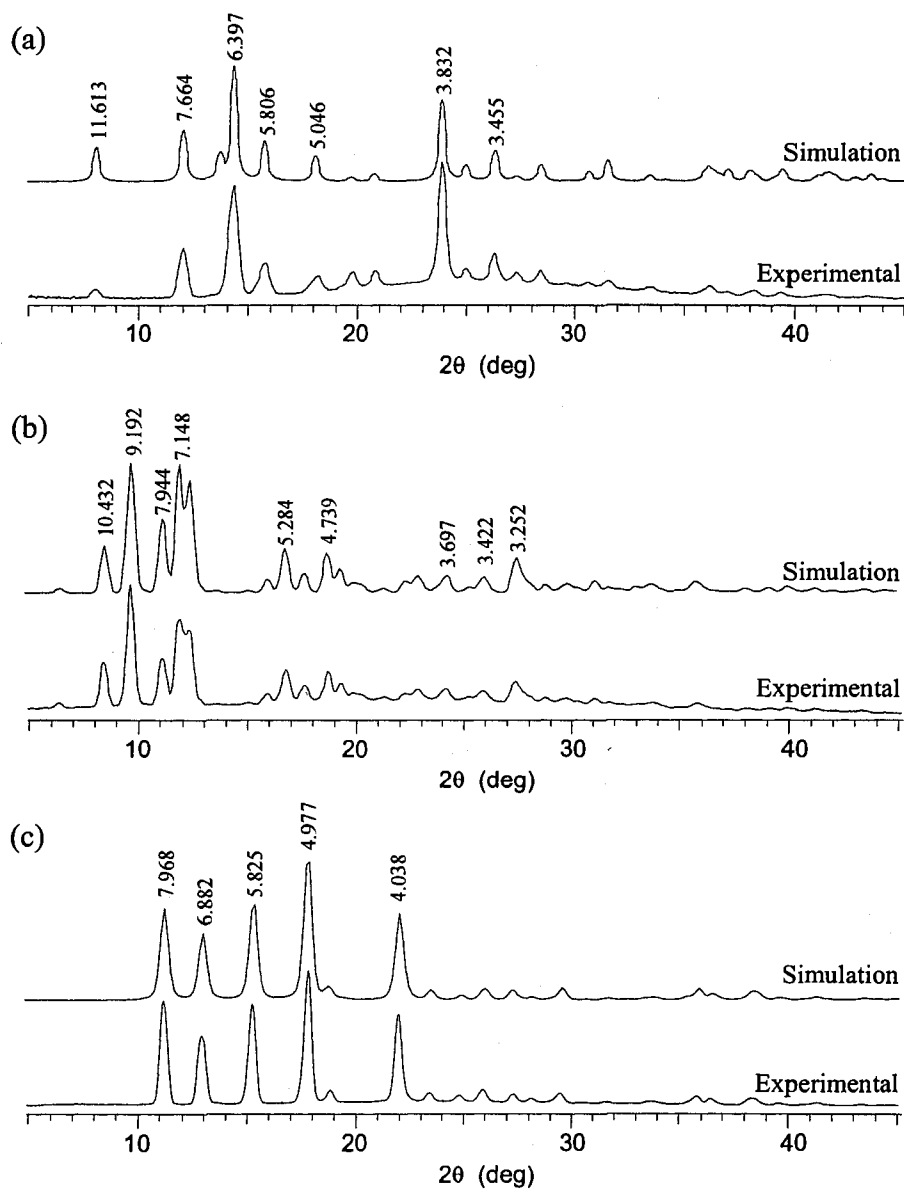 (a)
11.613
7.664
6.397
5.806
5.046
3.832
3.455
Simulation
Experimental
10 20 30 40
2θ (deg)
(b)
10.432
9.192
7.944
7.148
5.284
4.739
3.697
3.422
3.252
Simulation
Experimental
10 20 30 40
2θ (deg)
(c)
7.968
6.882
5.825
4.977
4.038
Simulation
Experimental
10 20 30 40
2θ (deg)